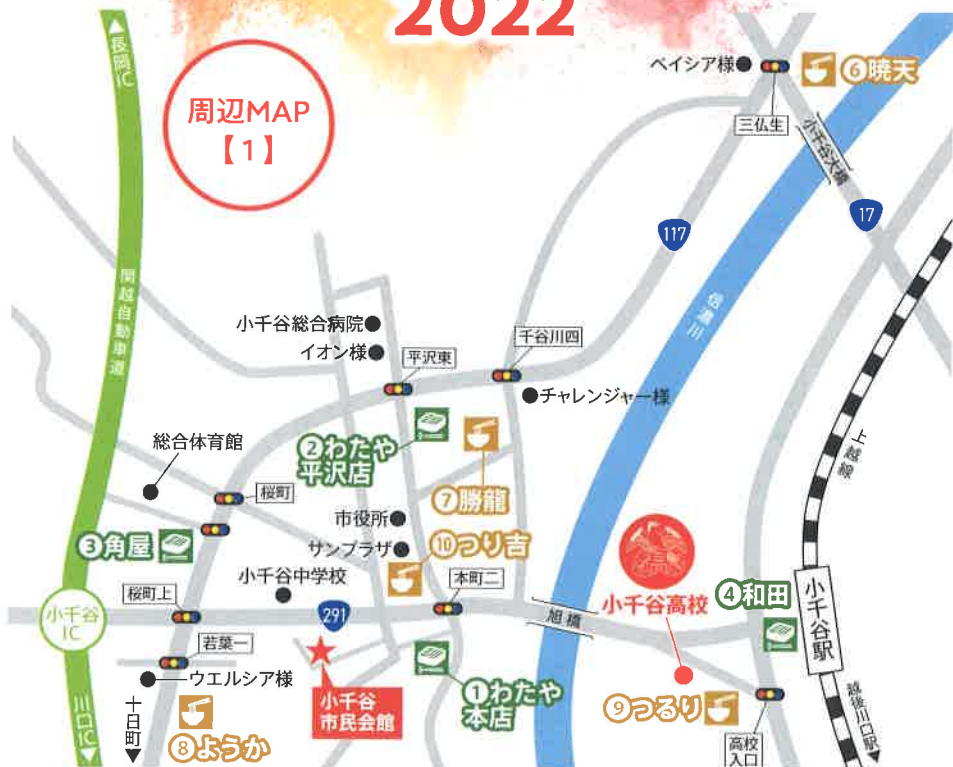 2022
周辺MAP
【1】
▲長岡IC
ベイシア様
⑥暁天
三仏生
小千谷大橋
17
117
関越自動車道
信濃川
小千谷総合病院
イオン様
平沢東
千谷川四
チャレンジャー様
上越線
総合体育館
②わたや
平沢店
桜町
⑦勝龍
市役所
③角屋
サンプラザ
⑩つり吉
小千谷中学校
本町二
桜町上
291
小千谷
IC
旭橋
小千谷高校
④和田
小千谷駅
若葉一
ウエルシア様
小千谷
市民会館
①わたや
本店
⑨つるり
川口IC▼
十日町▼
⑧ようか
高校
入口
越後川口駅▼